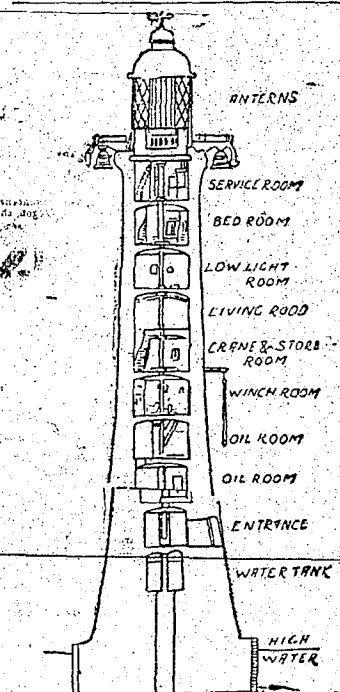 ANTERNS
SERVICE ROOM
BED ROOM
LOW LIGHT
ROOM
LIVING ROOD
CRANE & STORE
ROOM
WINCH ROOM
OIL ROOM
OIL ROOM
ENTRANCE
WATER TANK
HIGH
WATER